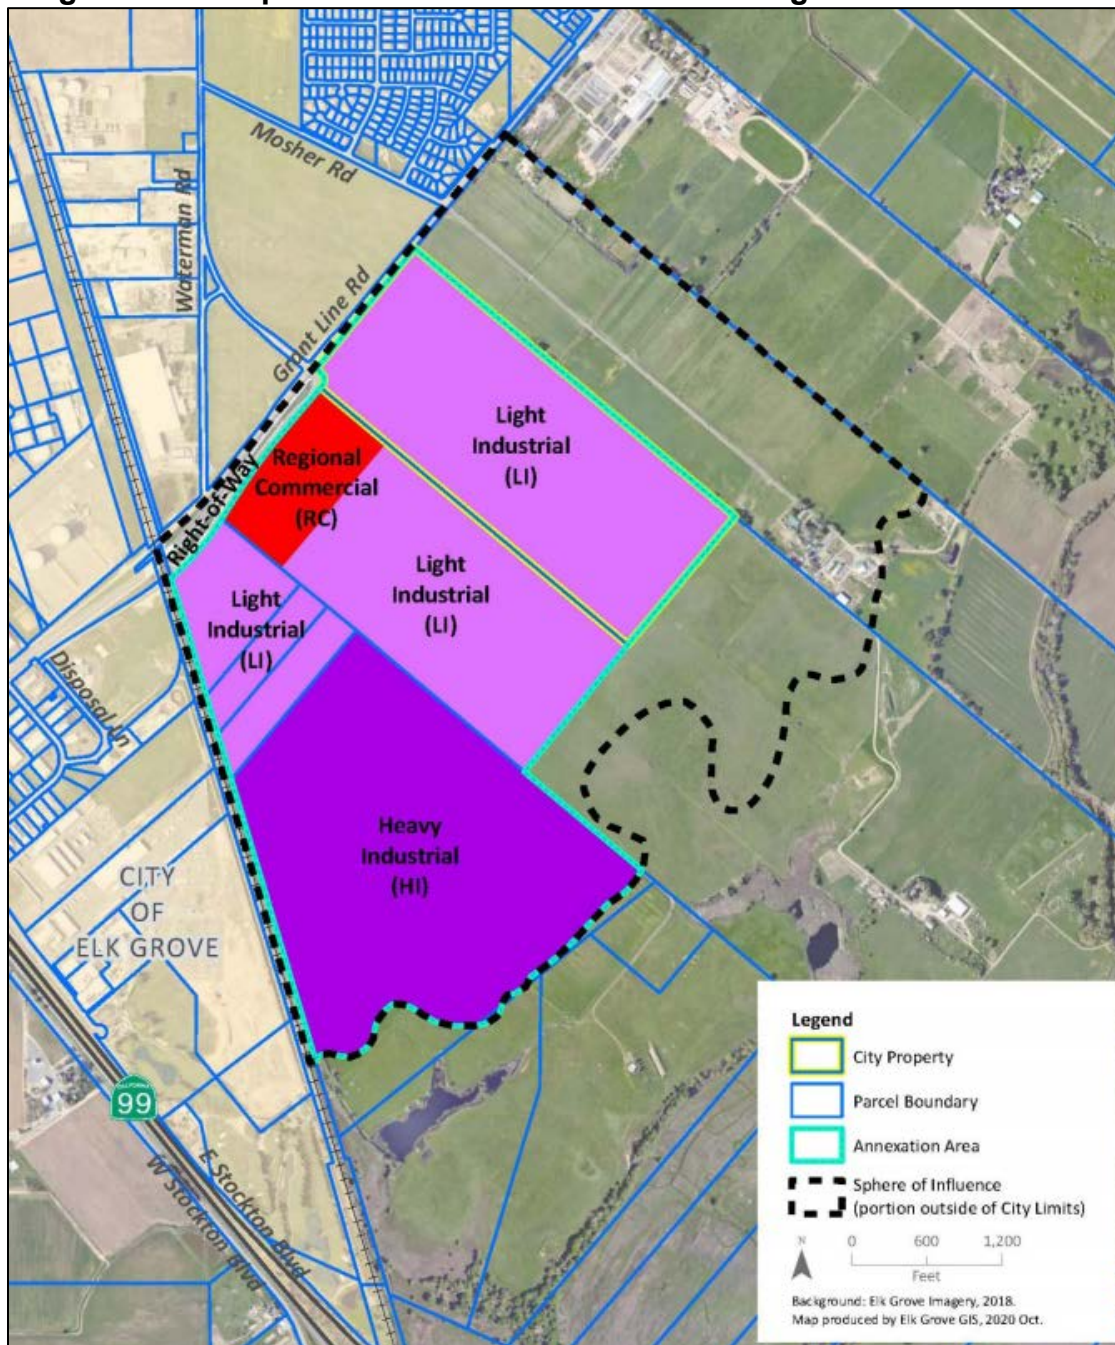 Mosher Rd
Waterman Rd
Grant Line Rd
Right-of-Way
Light
Industrial
(LI)
Regional
Commercial
(RC)
Light
Industrial
(LI)
Light
Industrial
(LI)
Disposal Ln
Heavy
Industrial
(HI)
CITY
OF
ELK GROVE
CALIFORNIA
99
E Stockton Blvd
W Stockton Blvd
Legend
City Property
Parcel Boundary
Annexation Area
Sphere of Influence
(portion outside of City Limits)
N
0 600 1,200
Feet
Background: Elk Grove Imagery, 2018.
Map produced by Elk Grove GIS, 2020 Oct.